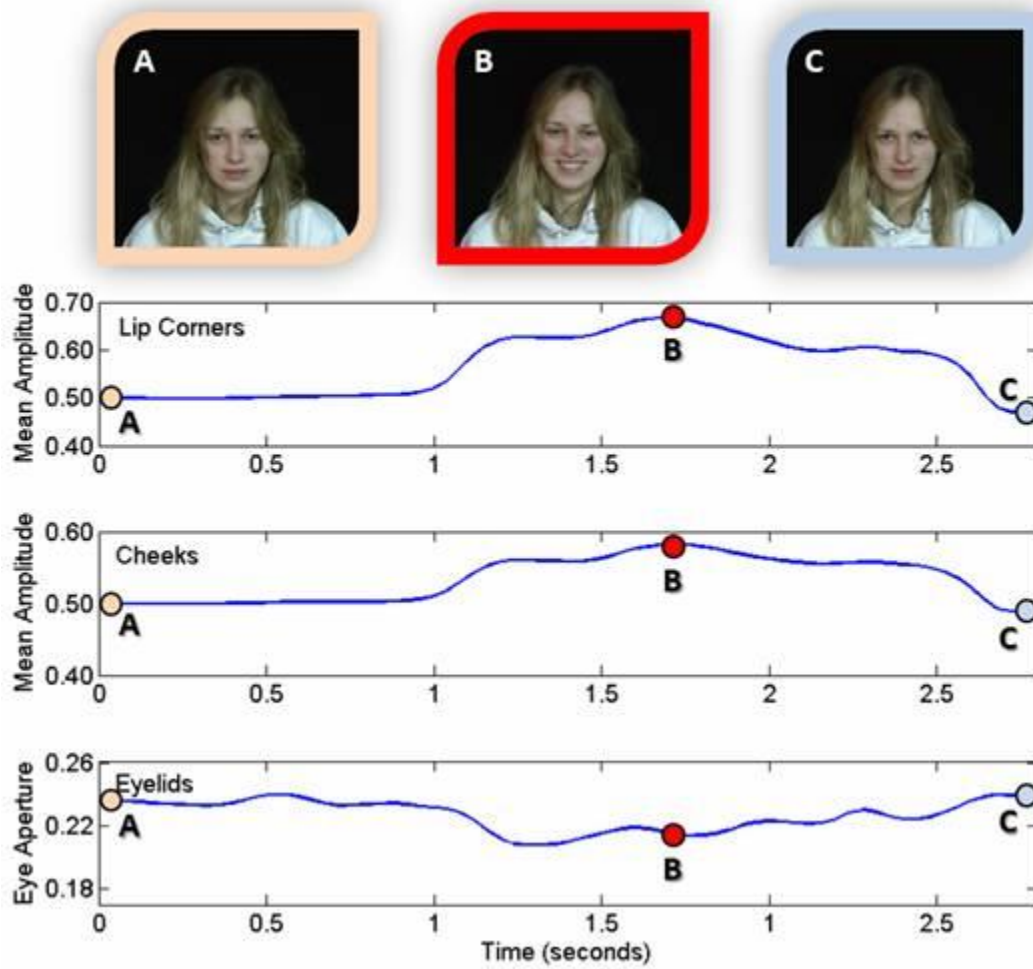 A B C
0.70
Lip Corners
0.60
Mean Amplitude
B
0.50
C
A
0.40
0 0.5 1 1.5 2 2.5
0.60
Cheeks
Mean Amplitude
B
0.50
A
C
0.40
0 0.5 1 1.5 2 2.5
0.26
Eyelids
Eye Aperture
A
C
0.22
B
0.18
0 0.5 1 1.5 1 2.5
Time (seconds)